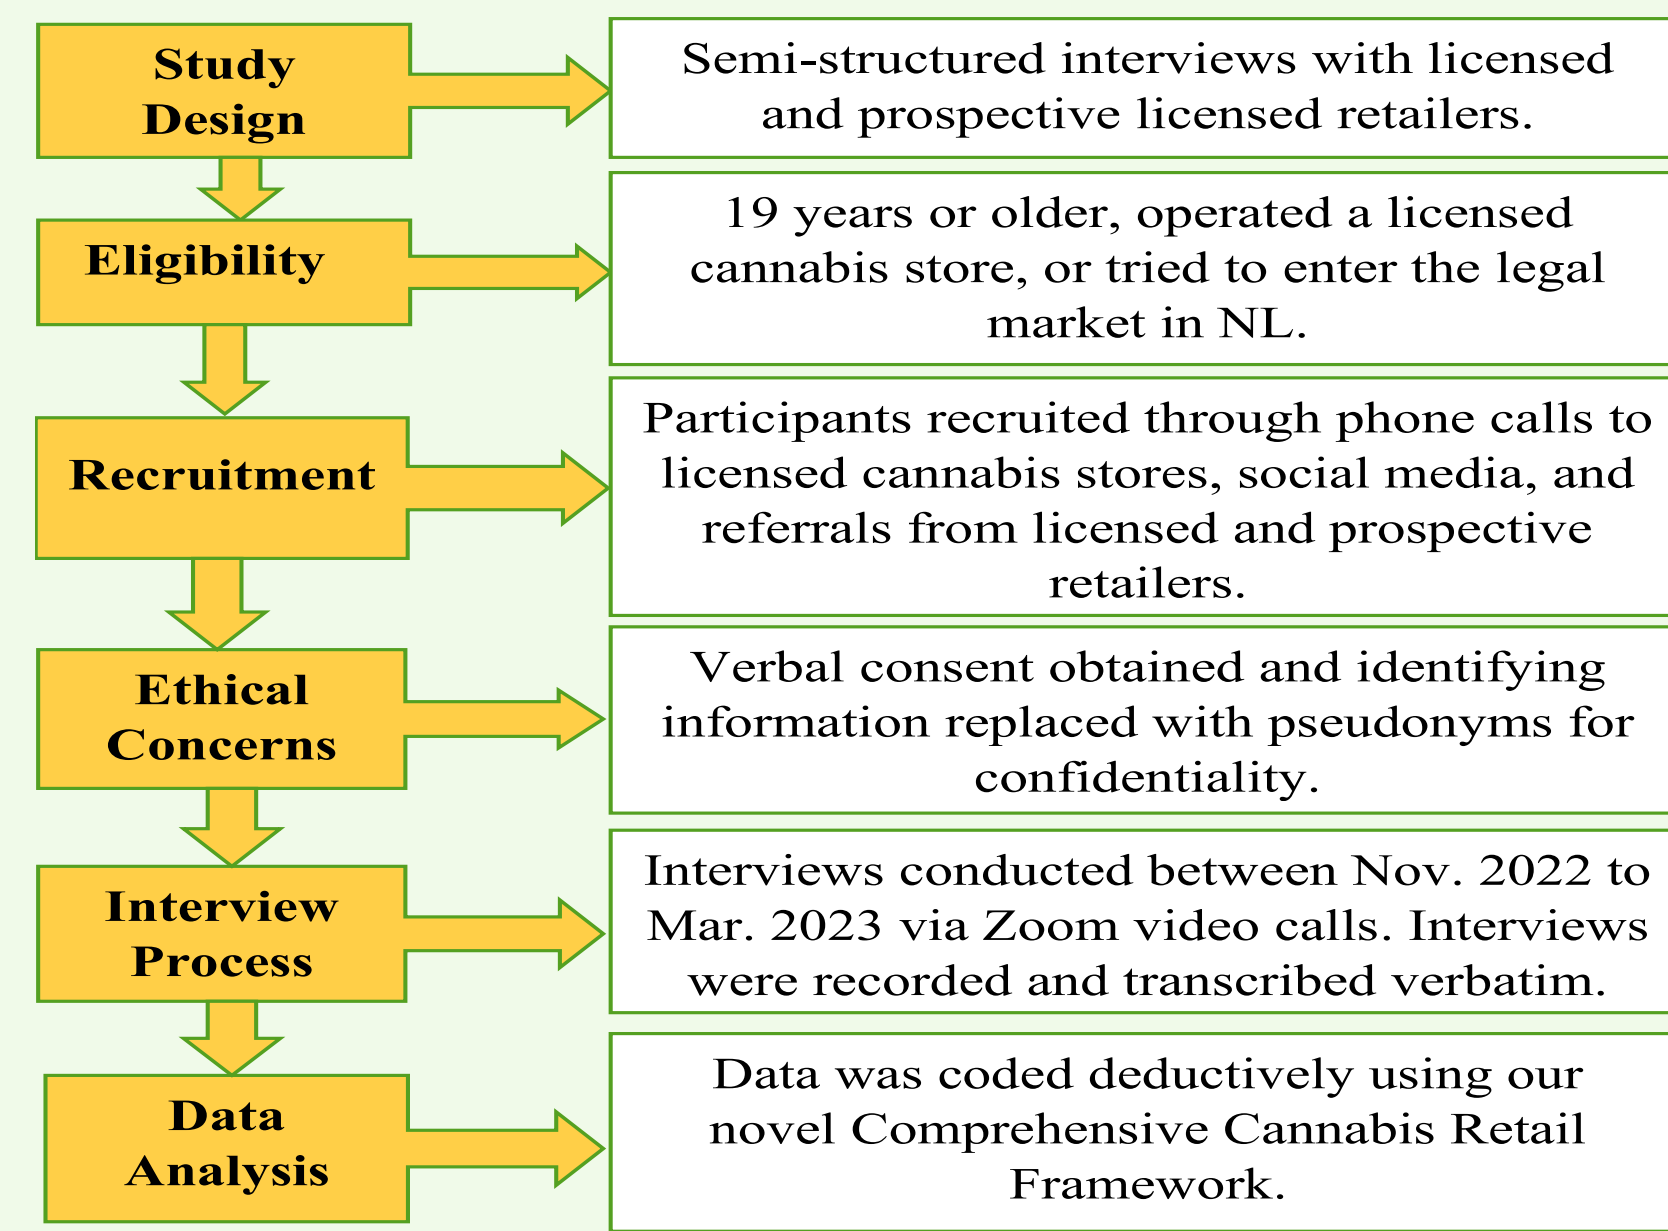 Study
Design
Semi-structured interviews with licensed
and prospective licensed retailers.
Eligibility
19 years or older, operated a licensed
cannabis store, or tried to enter the legal
market in NL.
Recruitment
Participants recruited through phone calls to
licensed cannabis stores, social media, and
referrals from licensed and prospective
retailers.
Ethical
Concerns
Verbal consent obtained and identifying
information replaced with pseudonyms for
confidentiality.
Interview
Process
Interviews conducted between Nov. 2022 to
Mar. 2023 via Zoom video calls. Interviews
were recorded and transcribed verbatim.
Data
Analysis
Data was coded deductively using our
novel Comprehensive Cannabis Retail
Framework.